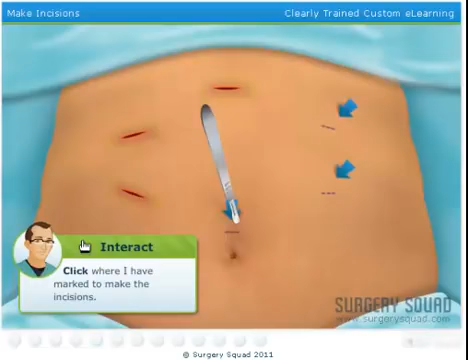 Make Incisions
Clearly Trained Custom eLearning
Interact
Click where I have
marked to make the
incisions.
SURGERY SQUAD
www.surgerysquad.com
© Surgery Squad 2011